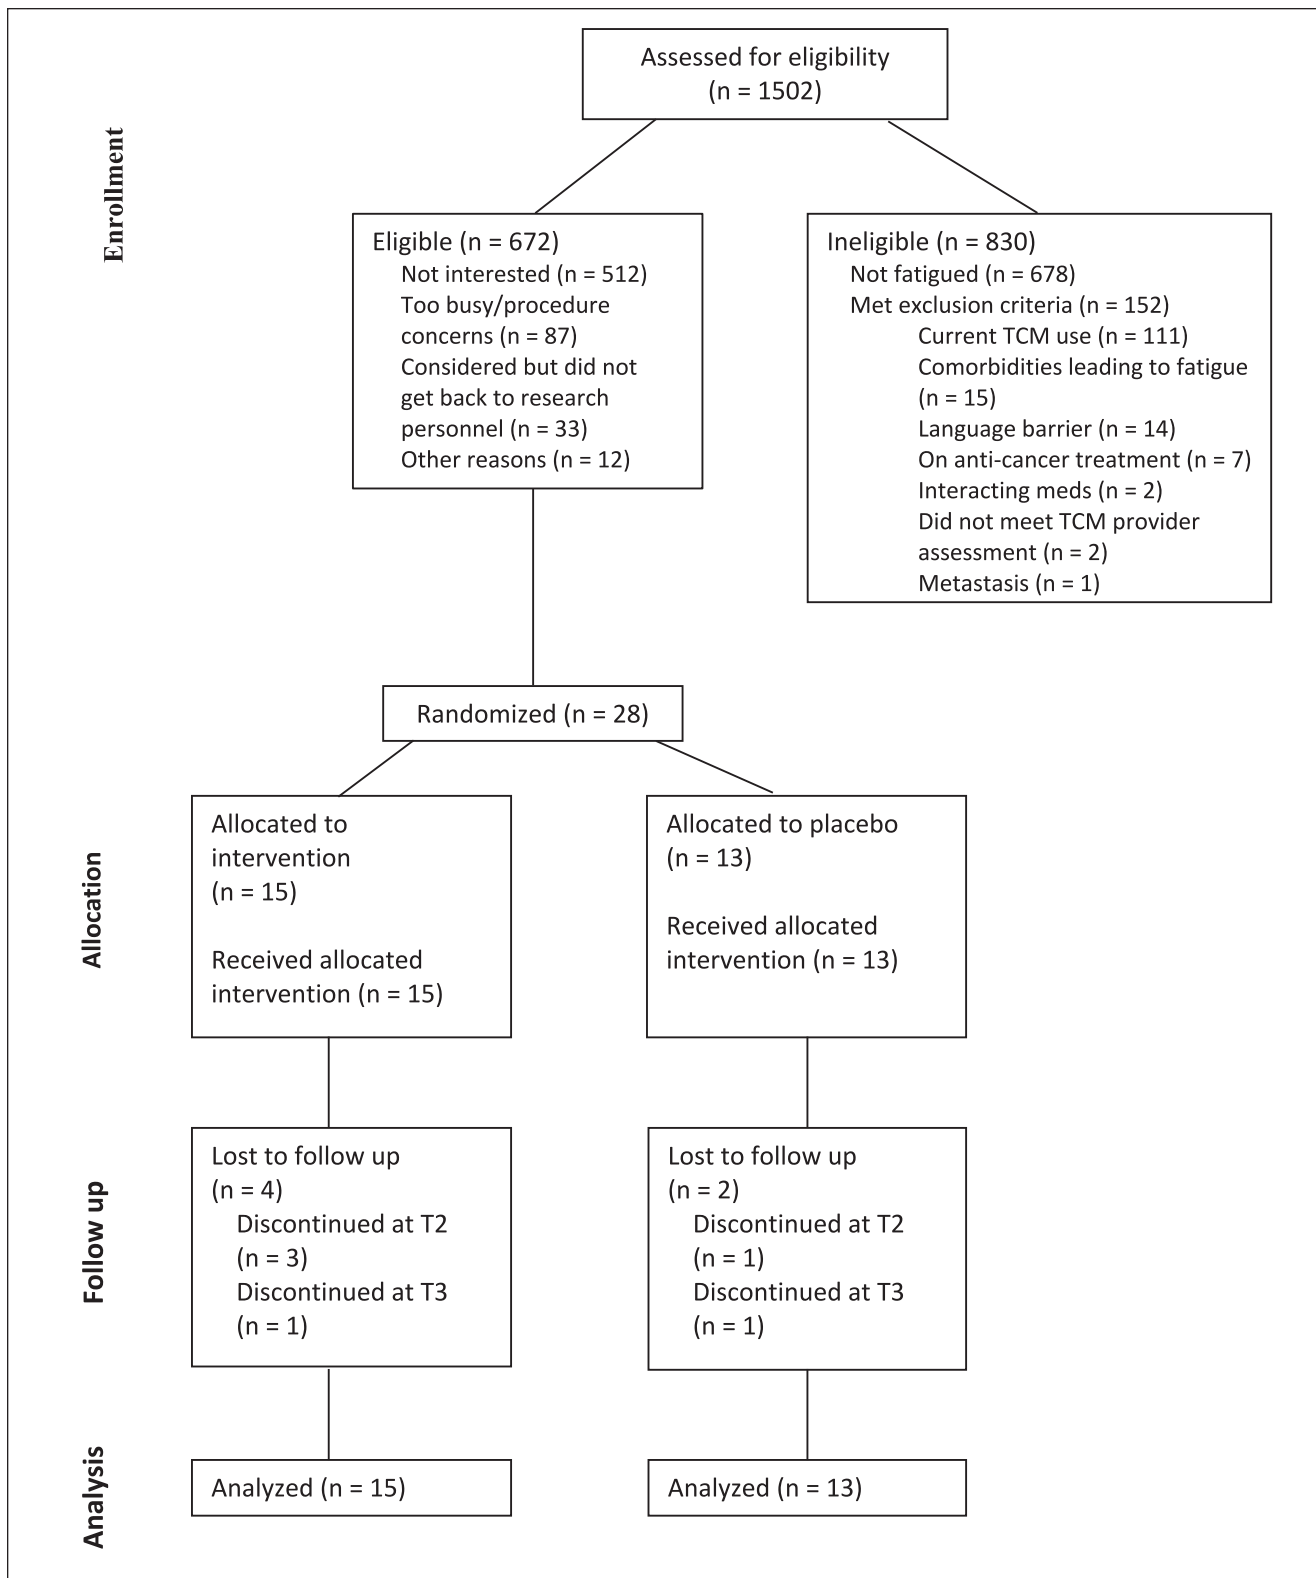 Enrollment
Assessed for eligibility
(n = 1502)
Eligible (n = 672)
Not interested (n = 512)
Too busy/procedure
concerns (n = 87)
Considered but did not
get back to research
personnel (n = 33)
Other reasons (n = 12)
Ineligible (n = 830)
Not fatigued (n = 678)
Met exclusion criteria (n = 152)
Current TCM use (n = 111)
Comorbidities leading to fatigue
(n = 15)
Language barrier (n = 14)
On anti-cancer treatment (n = 7)
Interacting meds (n = 2)
Did not meet TCM provider
assessment (n = 2)
Metastasis (n = 1)
Randomized (n = 28)
Allocation
Allocated to
intervention
(n = 15)
Received allocated
intervention (n = 15)
Allocated to placebo
(n = 13)
Received allocated
intervention (n = 13)
Follow up
Lost to follow up
(n = 4)
Discontinued at T2
(n = 3)
Discontinued at T3
(n = 1)
Lost to follow up
(n = 2)
Discontinued at T2
(n = 1)
Discontinued at T3
(n = 1)
Analysis
Analyzed (n = 15)
Analyzed (n = 13)